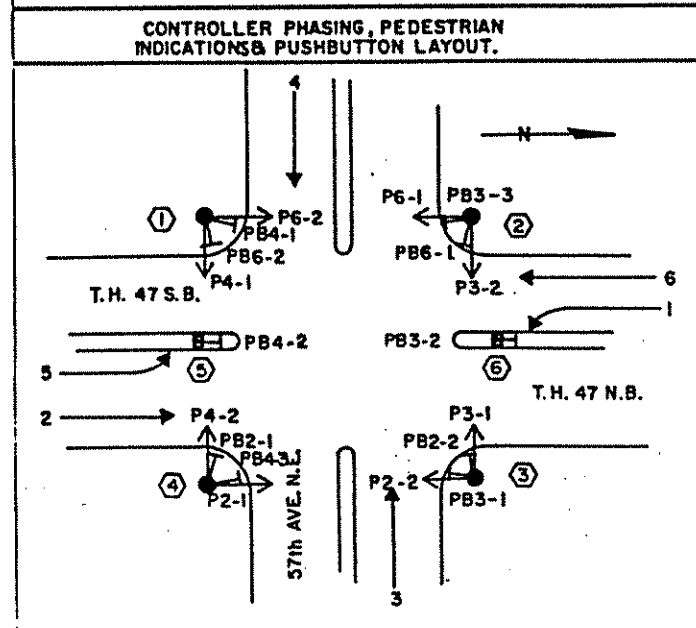 CONTROLLER PHASING, PEDESTRIAN
INDICATIONS& PUSHBUTTON LAYOUT.
4
N
P6-1
PB3-3
1
P6-2
2
PB4-1
PB6-2
PB6-1
P4-1
P3-2
6
T.H. 47 S.B.
1
PB4-2
PB3-2
5
6
5
T.H. 47 N.B.
2
P4-2
P3-1
PB2-1
PB2-2
PB4-3
P2-2
4
3
P2-1
PB3-1
57th AVE. N.
3